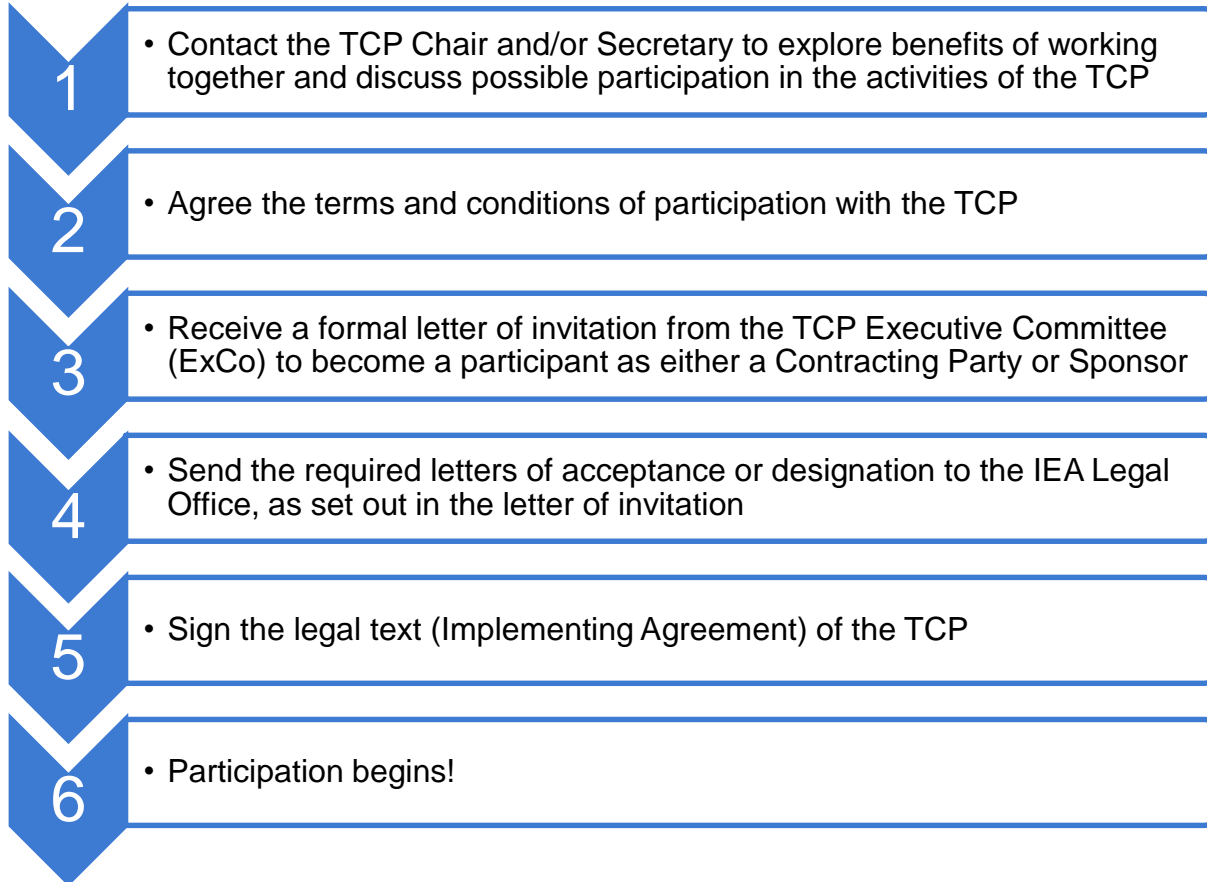 1
• Contact the TCP Chair and/or Secretary to explore benefits of working
together and discuss possible participation in the activities of the TCP
2
• Agree the terms and conditions of participation with the TCP
3
• Receive a formal letter of invitation from the TCP Executive Committee
(ExCo) to become a participant as either a Contracting Party or Sponsor
4
• Send the required letters of acceptance or designation to the IEA Legal
Office, as set out in the letter of invitation
5
• Sign the legal text (Implementing Agreement) of the TCP
6
• Participation begins!